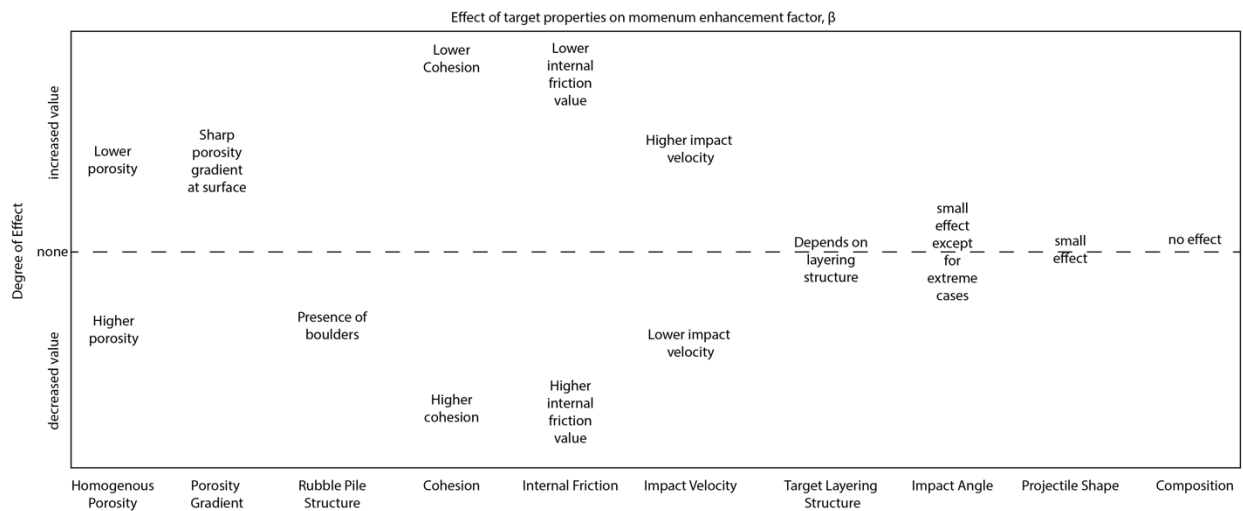 Effect of target properties on momenum enhancement factor, β
Degree of Effect
increased value
none
decreased value
Lower
porosity
Higher
porosity
Sharp
porosity
gradient
at surface
Presence of
boulders
Lower
Cohesion
Higher
cohesion
Lower
internal
friction
value
Higher
internal
friction
value
Higher impact
velocity
Lower impact
velocity
Depends on
layering
structure
small
effect
except
for
extreme
cases
small
effect
no effect
Homogenous
Porosity
Porosity
Gradient
Rubble Pile
Structure
Cohesion
Internal Friction
Impact Velocity
Target Layering
Structure
Impact Angle
Projectile Shape
Composition